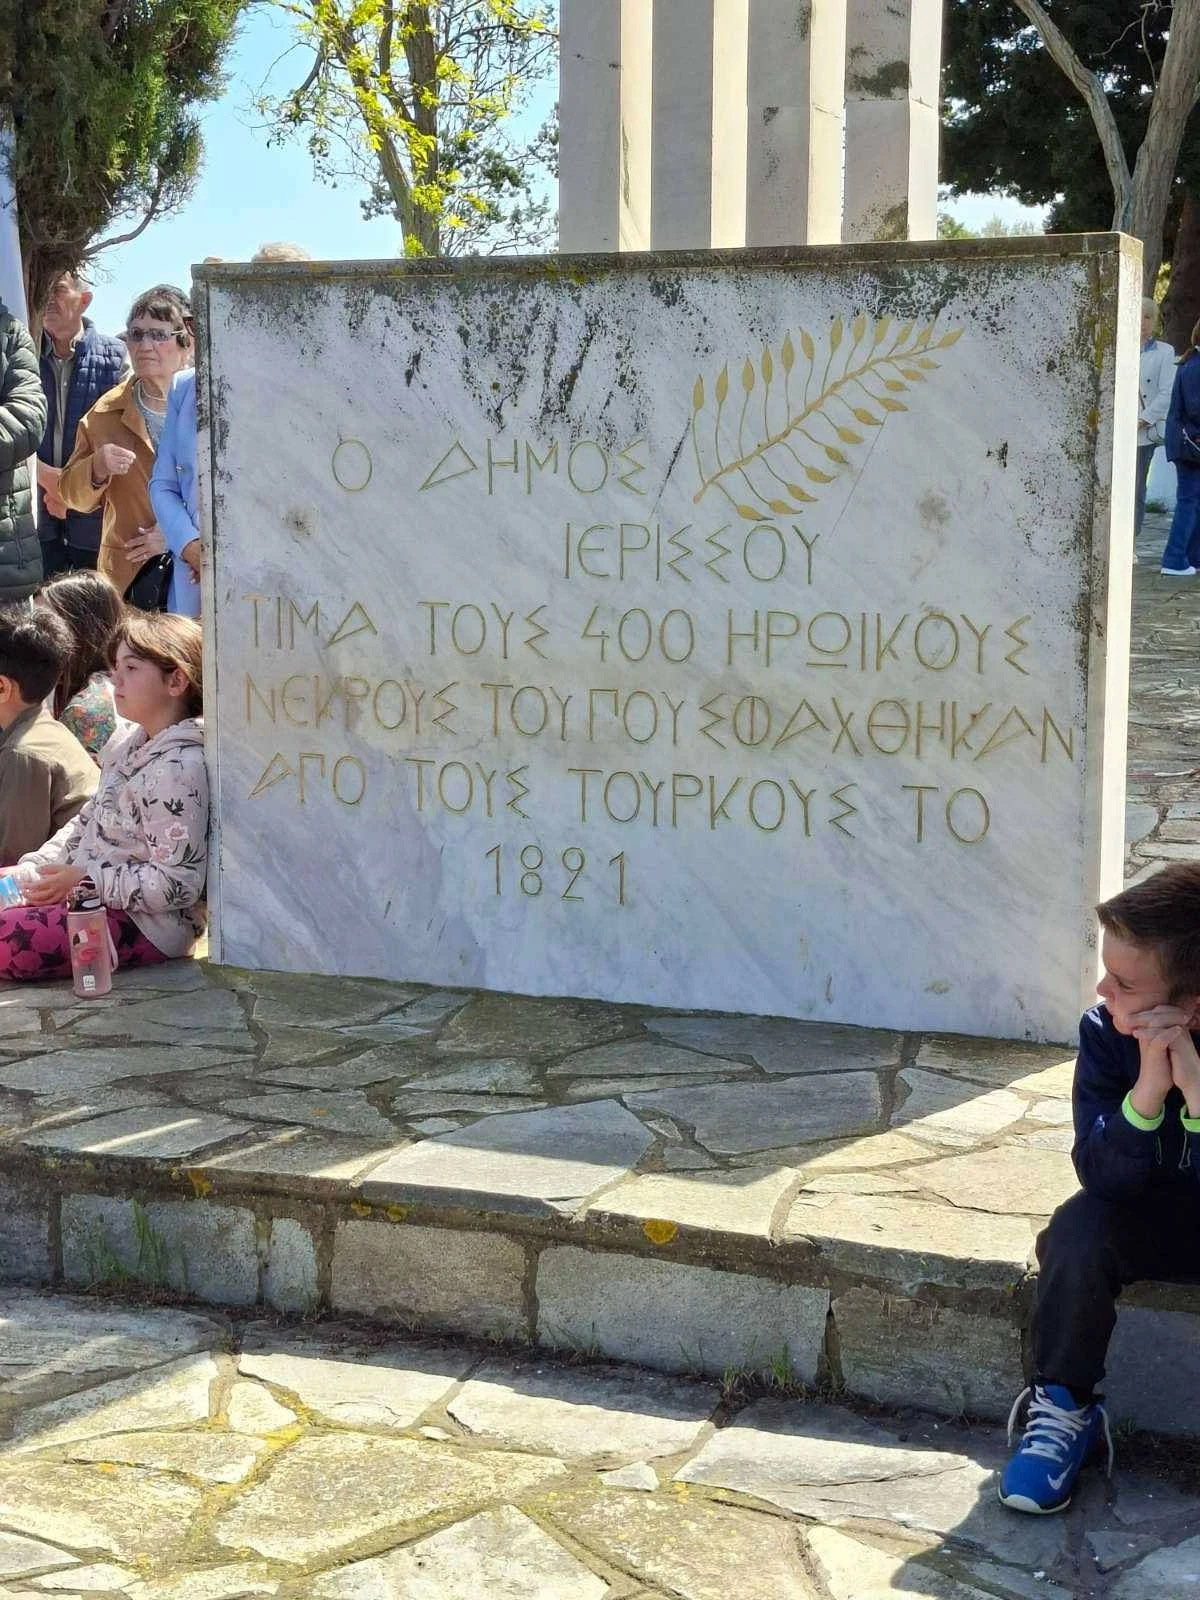 Ο ΔΗΜΟΣ
ΙΕΡΙΣΣΟΥ
ΤΙΜΑ ΤΟΥΣ 400 ΗΡΩΙΚΟΥΣ
ΝΕΚΡΟΥΣ ΤΟΥ ΠΟΥ ΣΦΑΧΘΗΚΑΝ
ΑΠΟ ΤΟΥΣ ΤΟΥΡΚΟΥΣ ΤΟ
1821